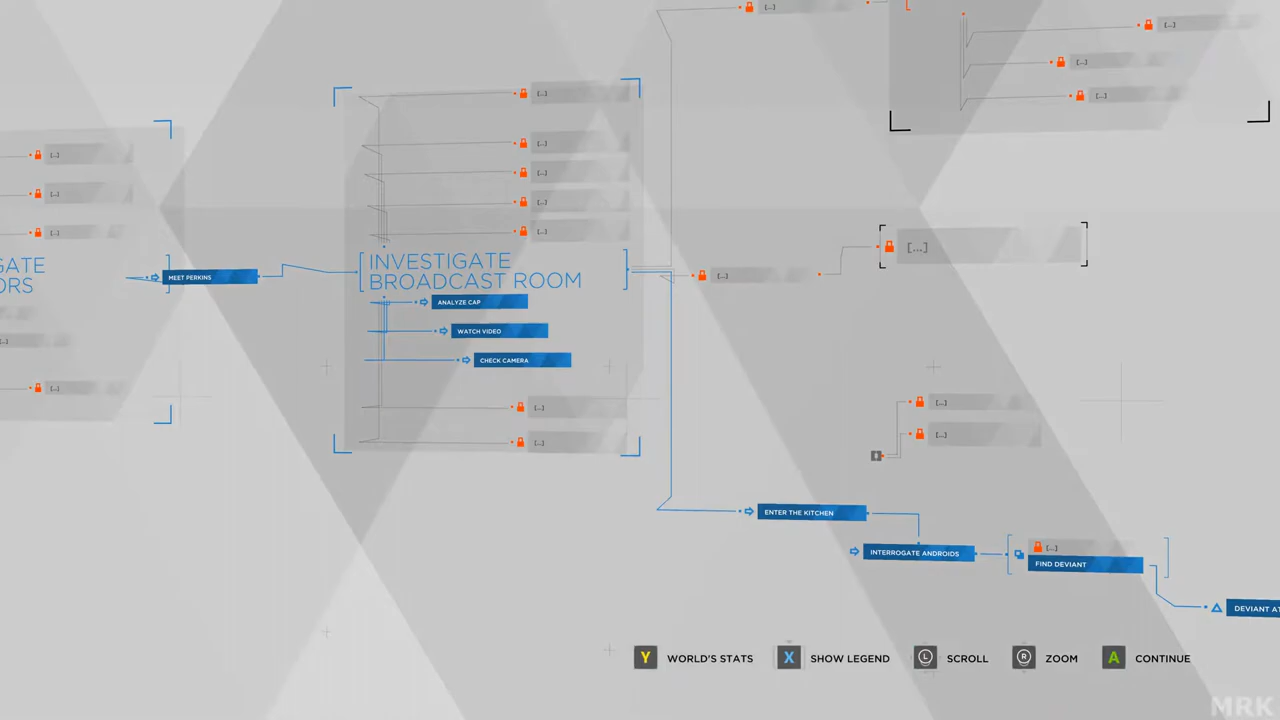 [...]
[...]
[...]
[...]
[...]
[...]
[...]
[...]
[...]
[...]
[...]
[...]
GATE
ORS
MEET PERKINS
INVESTIGATE
BROADCAST ROOM
[...]
[...]
ANALYZE CAP
WATCH VIDEO
[...]
CHECK CAMERA
[...]
[...]
[...]
[...]
[...]
ENTER THE KITCHEN
INTERROGATE ANDROIDS
[...]
FIND DEVIANT
DEVIANT AT
Y WORLD'S STATS
X SHOW LEGEND
L SCROLL
R ZOOM
A CONTINUE
MRK